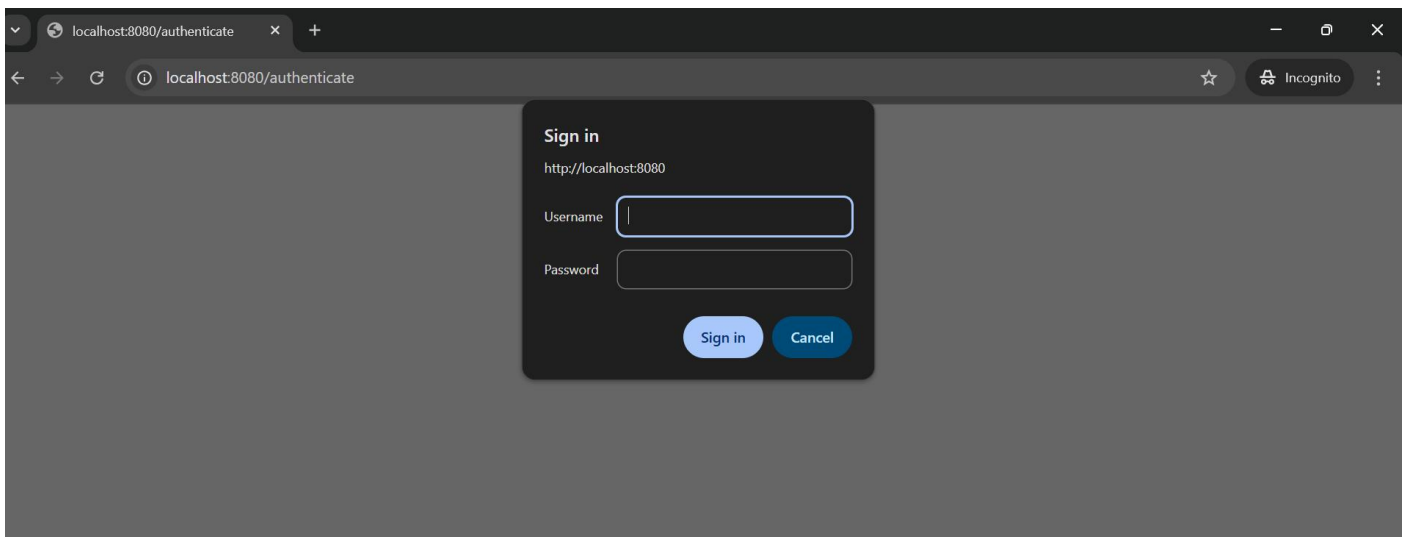 localhost:8080/authenticate
localhost:8080/authenticate
Incognito
Sign in
http://localhost:8080
Username
Password
Sign in Cancel